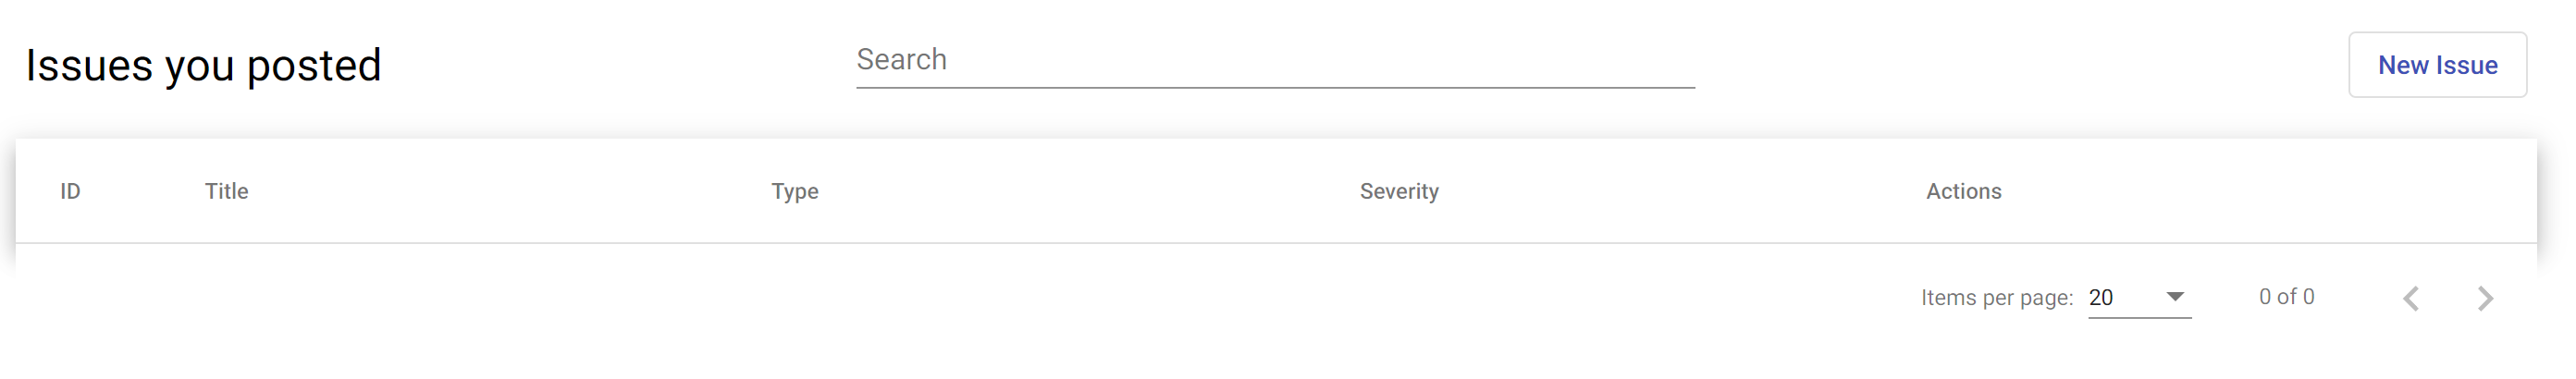 Issues you posted Search New Issue
ID Title Type Severity Actions
Items per page: 20 0 of 0